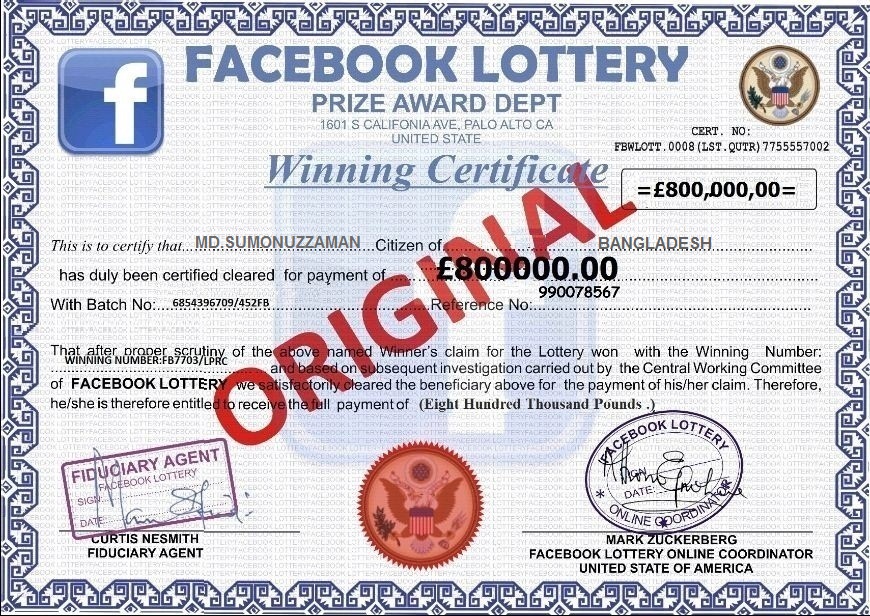 f
FACEBOOK LOTTERY
PRIZE AWARD DEPT
1601 S CALIFONIA AVE, PALO ALTO CA
UNITED STATE
CERT. NO:
FBWLOTT.0008(LST.QUTR)7755557002
Winning Certificate
=£800,000,00=
This is to certify that...MD.SUMONUZZAMAN...Citizen of...BANGLADESH
has duly been certified cleared for payment of £800000.00
With Batch No:...6854396709/452FB...Reference No: 990078567
ORIGINAL
That after proper scrutiny of the above named Winner's claim for the Lottery won with the Winning Number:
WINNING NUMBER:FB7703/LPRC and based on subsequent investigation carried out by the Central Working Committee
of FACEBOOK LOTTERY we satisfactorily cleared the beneficiary above for the payment of his/her claim. Therefore,
he/she is therefore entitled to receive the full payment of (Eight Hundred Thousand Pounds .)
FIDUCIARY AGENT
FACEBOOK LOTTERY
SIGN:
DATE:
CURTIS NESMITH
FIDUCIARY AGENT
FACEBOOK LOTTERY
SIGN
DATE:
* ONLINE COORDINATOR *
MARK ZUCKERBERG
FACEBOOK LOTTERY ONLINE COORDINATOR
UNITED STATES OF AMERICA